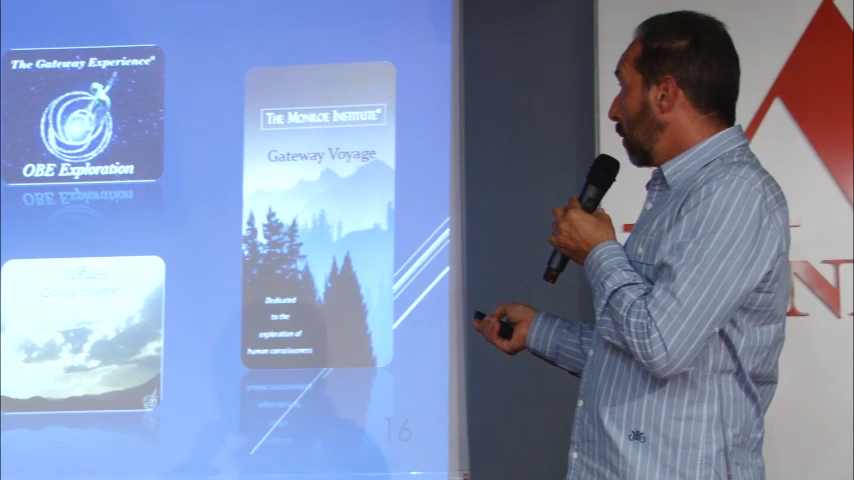 The Gateway Experience®
OBE Exploration
THE MONROE INSTITUTE®
Gateway Voyage
Dedicated
to the
exploration of
human consciousness
16
N